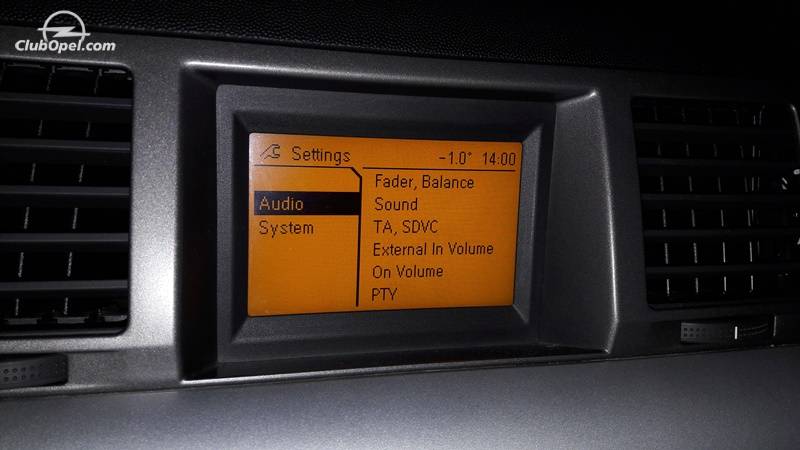 ClubOpel.com
Settings -1.0° 14:00
Audio
System
Fader, Balance
Sound
TA, SDVC
External In Volume
On Volume
PTY